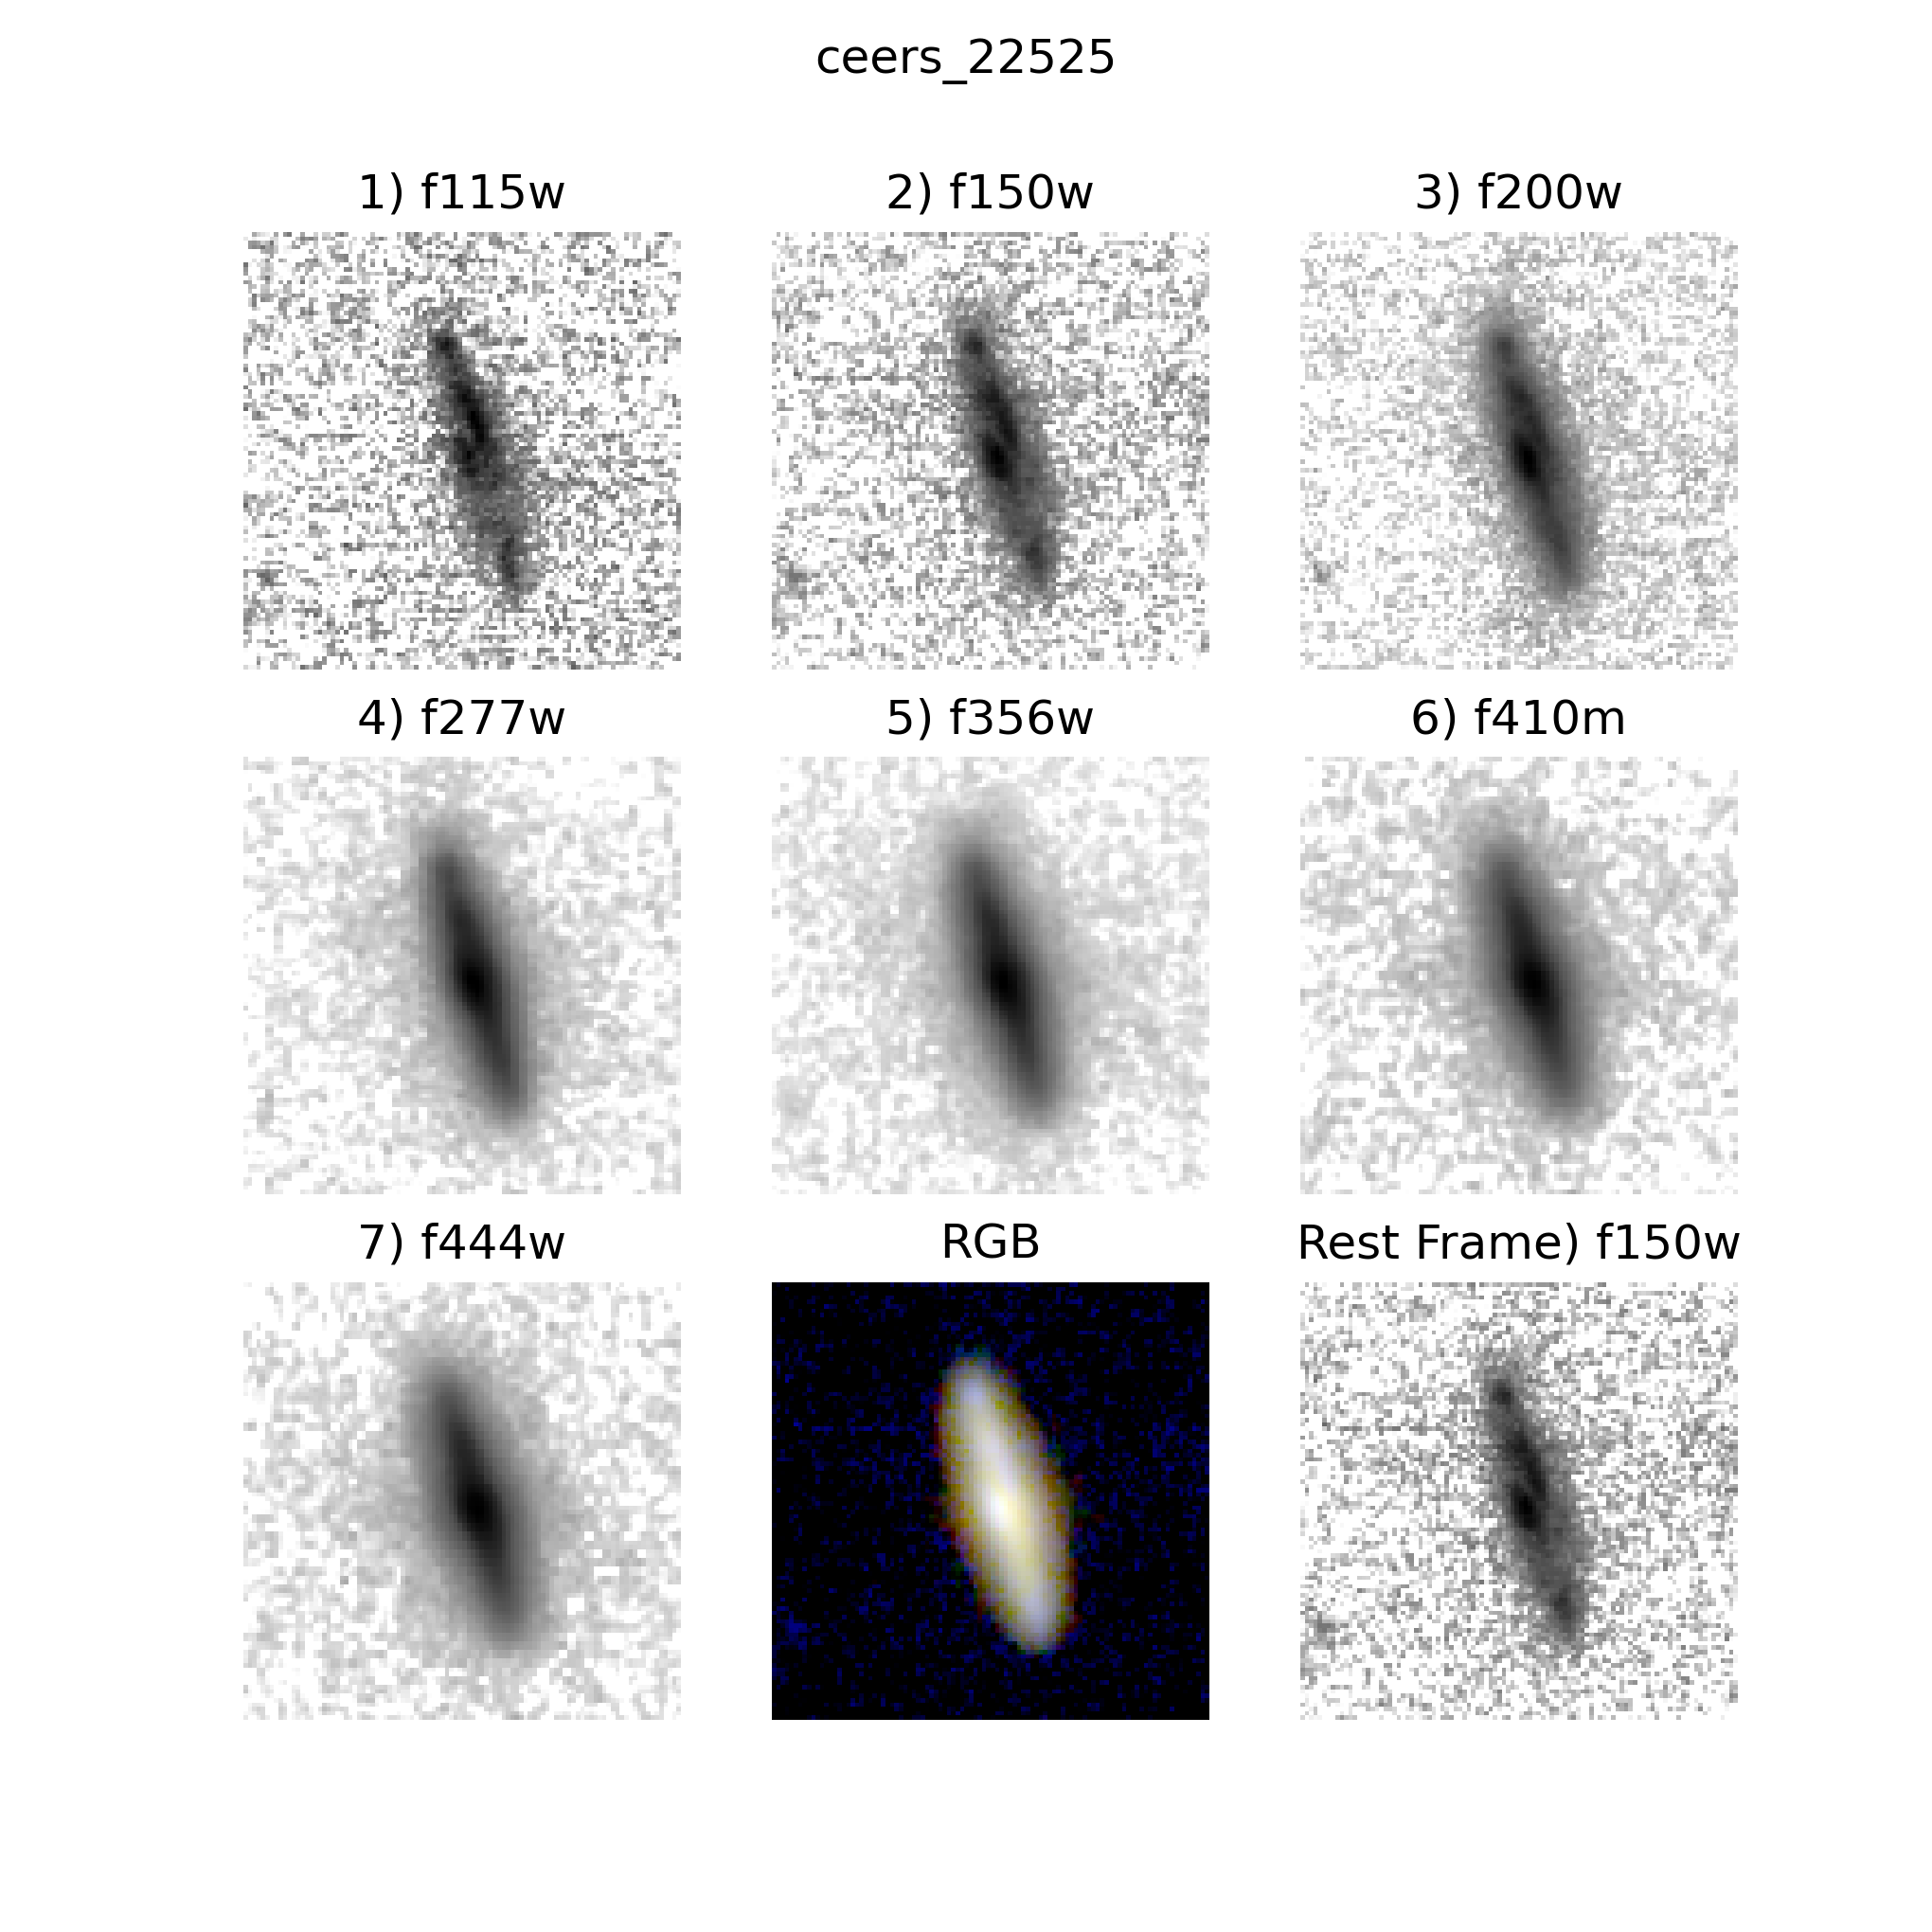 ceers_22525
1) f115w
2) f150w
3) f200w
4) f277w
5) f356w
6) f410m
7) f444w
RGB
Rest Frame) f150w